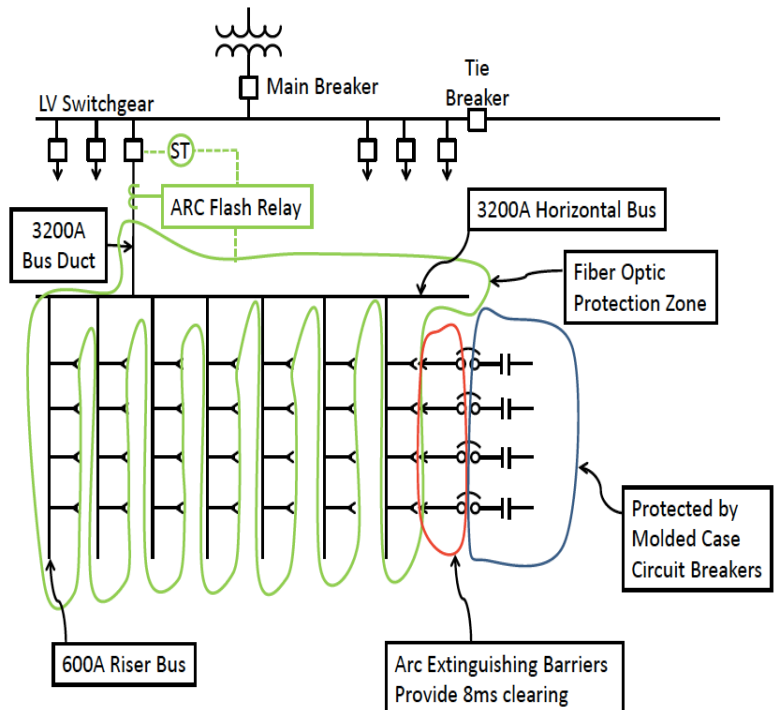 Main Breaker
Tie
Breaker
LV Switchgear
ST
ARC Flash Relay
3200A Horizontal Bus
3200A
Bus Duct
Fiber Optic
Protection Zone
Protected by
Molded Case
Circuit Breakers
600A Riser Bus
Arc Extinguishing Barriers
Provide 8ms clearing